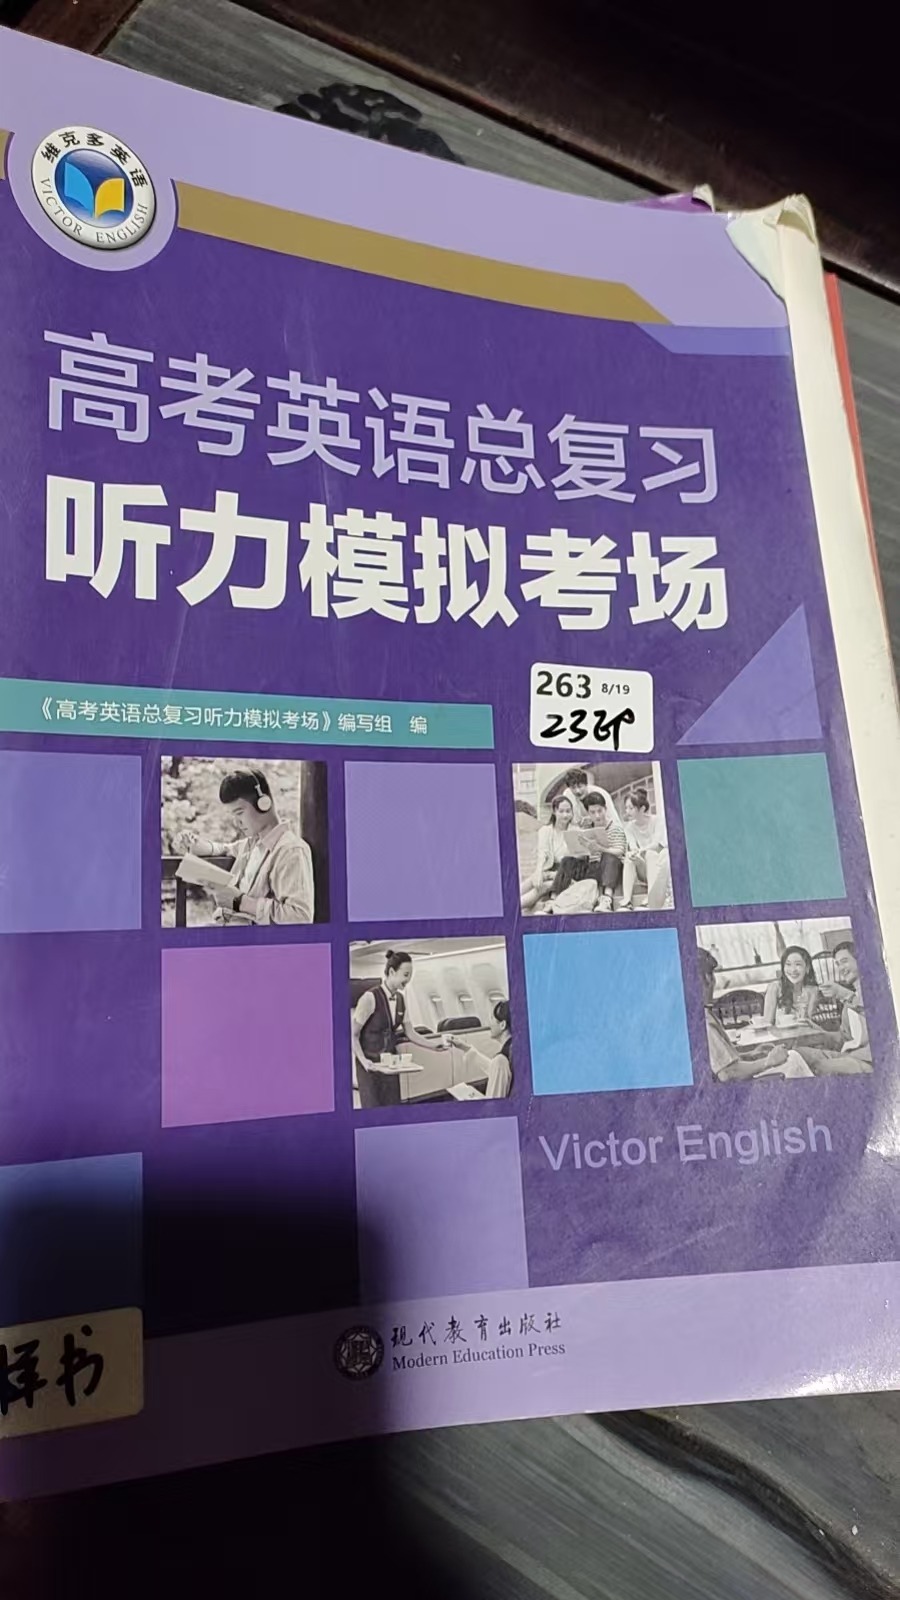 维克多英语
VICTOR ENGLISH
高考英语总复习
听力模拟考场
《高考英语总复习听力模拟考场》编写组 编
263 8/19
23印
Victor English
现代教育出版社
Modern Education Press
样书